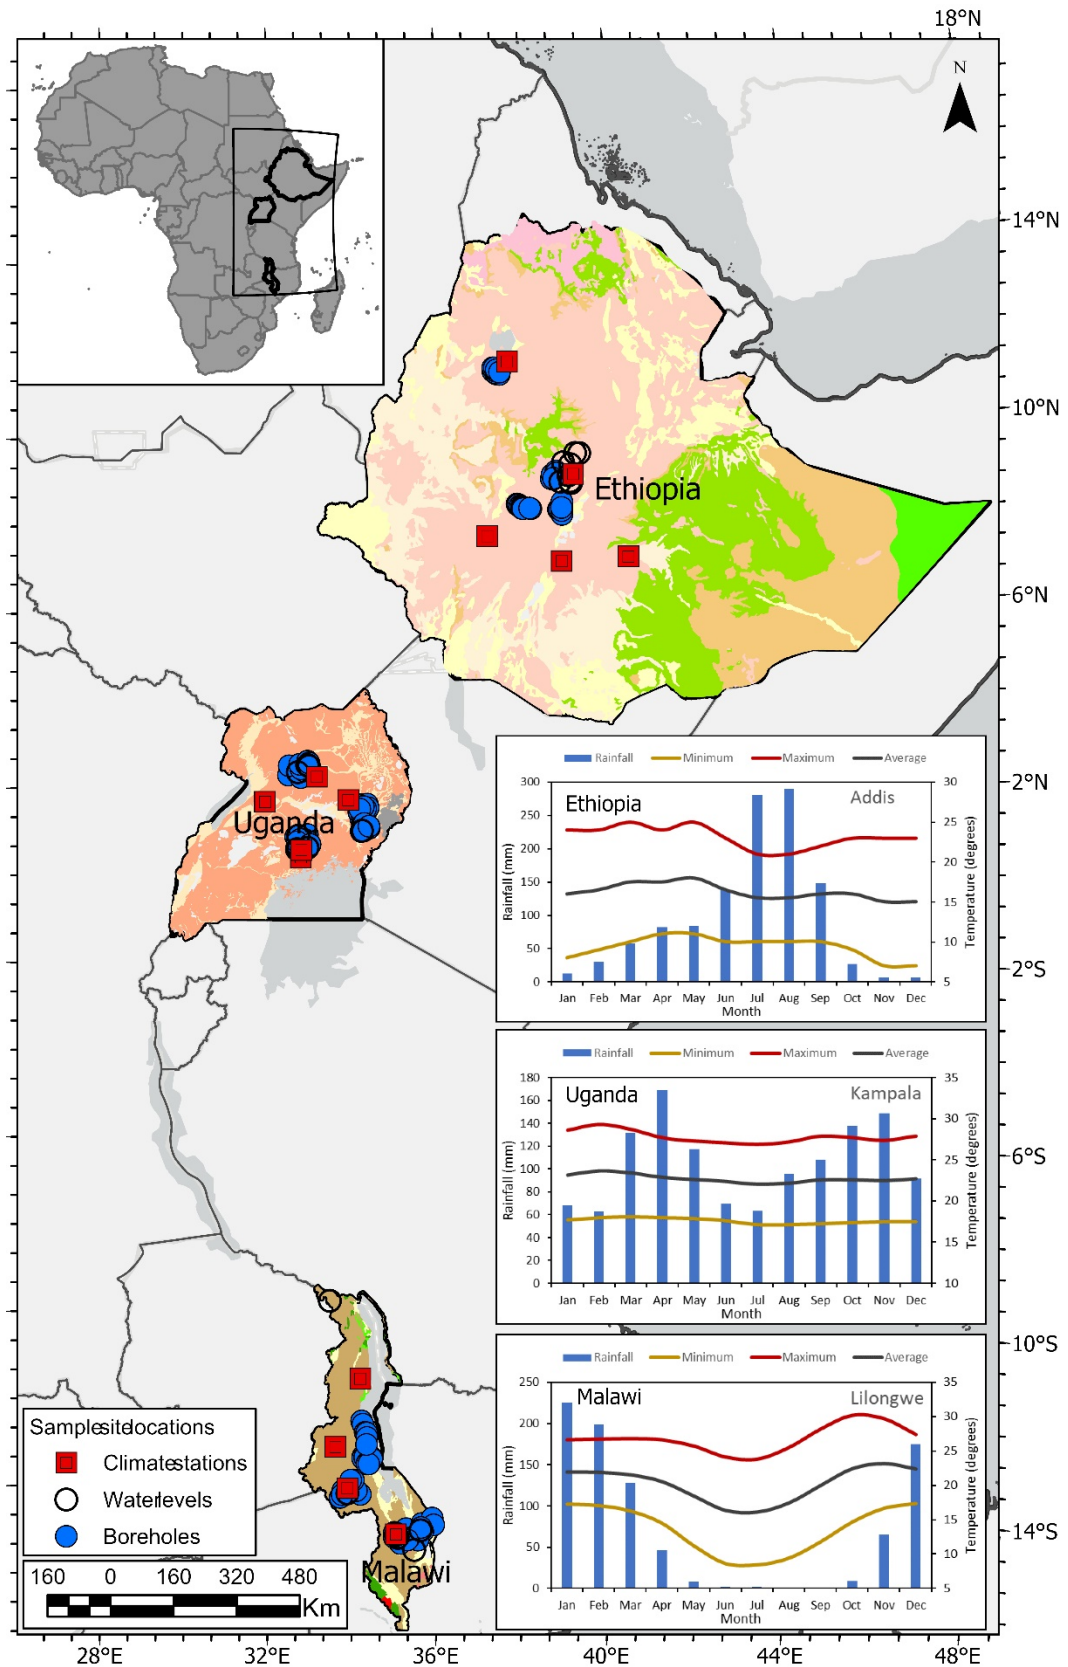 18°N
N
14°N
10°N
Ethiopia
6°N
2°N
Uganda
2°S
6°S
10°S
14°S
Malawi
Rainfall Minimum Maximum Average
Ethiopia Addis
Rainfall (mm)
300
250
200
150
100
50
0
Temperature (degrees)
30
25
20
15
10
5
Jan Feb Mar Apr May Jun Jul Aug Sep Oct Nov Dec
Month
Rainfall Minimum Maximum Average
Uganda Kampala
Rainfall (mm)
180
160
140
120
100
80
60
40
20
0
Temperature (degrees)
35
30
25
20
15
10
Jan Feb Mar Apr May Jun Jul Aug Sep Oct Nov Dec
Month
Rainfall Minimum Maximum Average
Malawi Lilongwe
Rainfall (mm)
250
200
150
100
50
0
Temperature (degrees)
35
30
25
20
15
10
5
Jan Feb Mar Apr May Jun Jul Aug Sep Oct Nov Dec
Month
Samplesitelocations
Climatestations
Waterlevels
Boreholes
160 0 160 320 480
Km
28°E 32°E 36°E 40°E 44°E 48°E